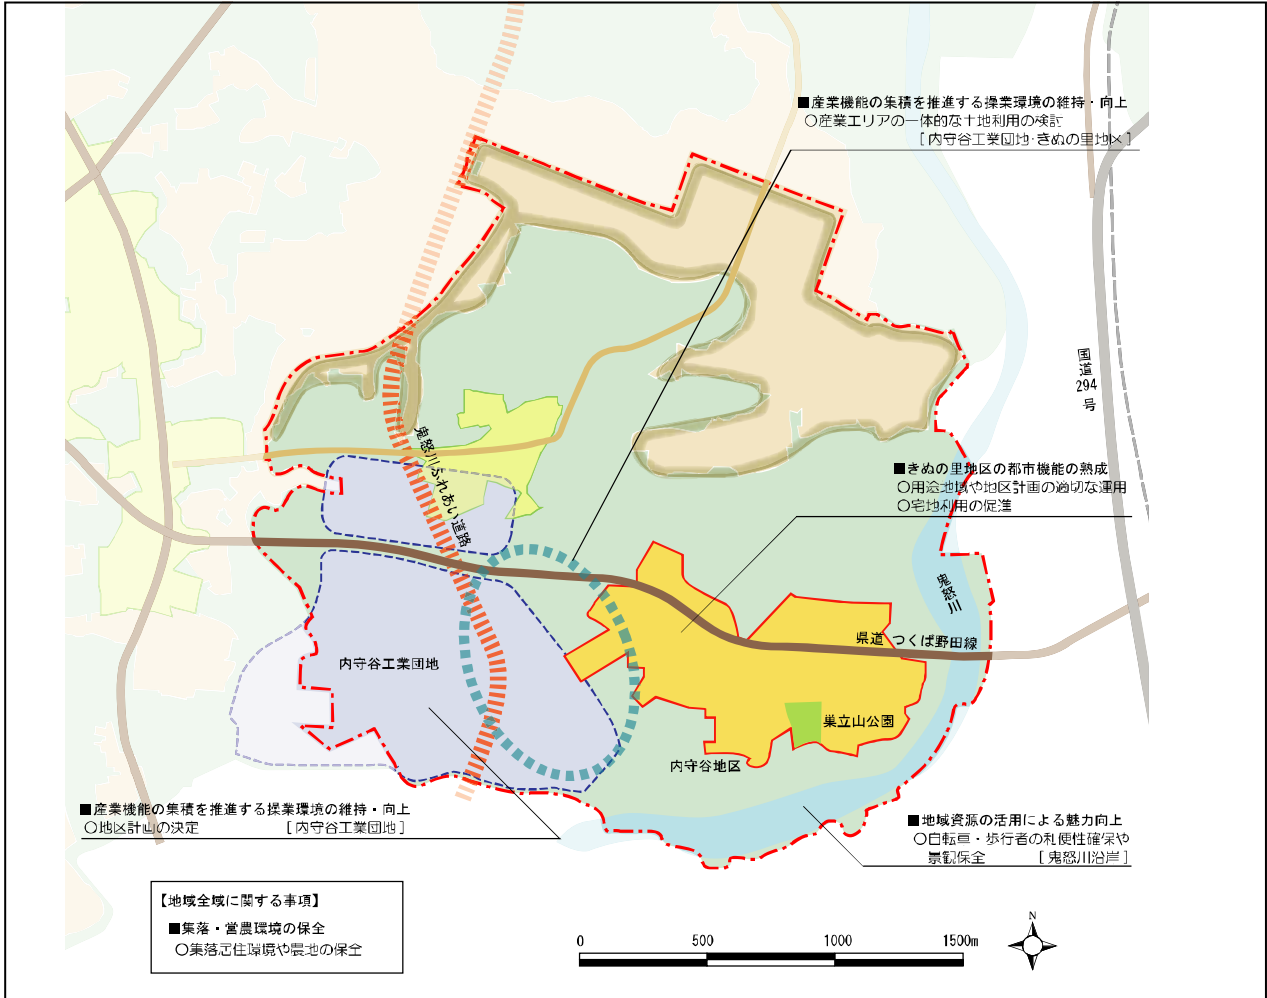 ■産業機能の集積を推進する操業環境の維持・向上
○産業エリアの一体的な土地利用の検討
[内守谷工業団地・きぬの里地区]
国道294号
鬼怒川ふれあい道路
■きぬの里地区の都市機能の熟成
○用途地域や地区計画の適切な運用
○宅地利用の促進
鬼怒川
県道 つくば野田線
内守谷工業団地
巣立山公園
内守谷地区
■産業機能の集積を推進する操業環境の維持・向上
○地区計画の決定 [内守谷工業団地]
■地域資源の活用による魅力向上
○自転車・歩行者の利便性確保や
景観保全 [鬼怒川沿岸]
【地域全域に関する事項】
■集落・営農環境の保全
○集落居住環境や農地の保全
0 500 1000 1500m
N